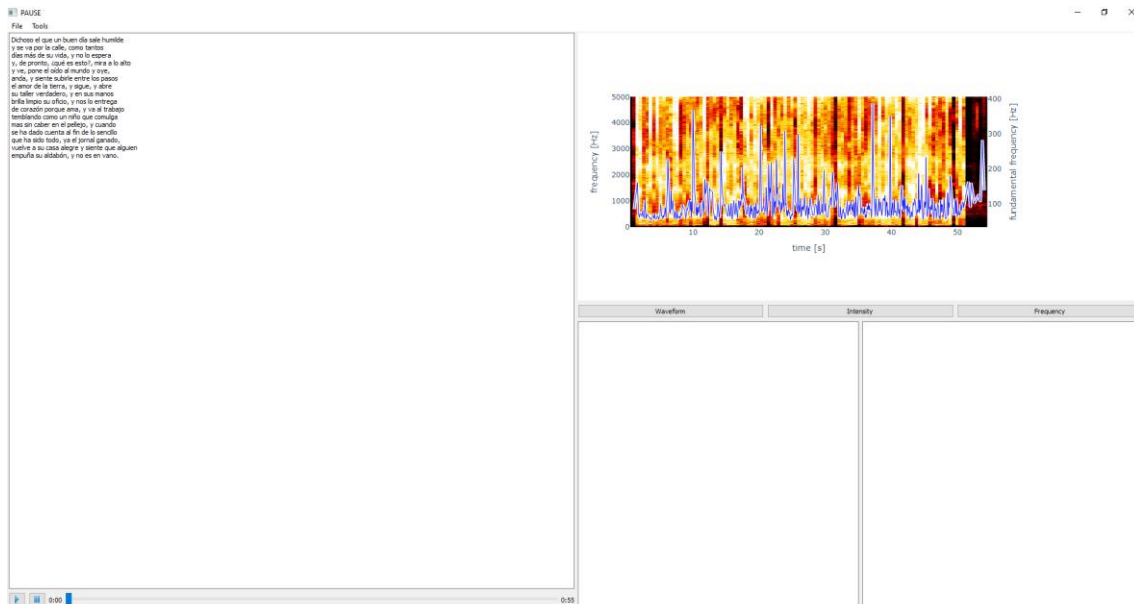 PAUSE
File Tools
Dichoso el que un buen día sale humilde
y se va por la calle, como tantos
días más de su vida, y no lo espera
y, de pronto, ¿qué es esto?, mira a lo alto
y ve, pone el oído al mundo y oye,
anda, y siente subirle entre los pasos
el amor de la tierra, y sigue, y abre
su taller verdadero, y en sus manos
brilla limpio su oficio, y nos lo entrega
de corazón porque ama, y va al trabajo
temblando como un niño que comulga
mas sin caber en el pellejo, y cuando
se ha dado cuenta al fin de lo sencillo
que ha sido todo, ya el jornal ganado,
vuelve a su casa alegre y siente que alguien
empuña su aldabón, y no es en vano.
5000
4000
3000
2000
1000
0
frequency [Hz]
10 20 30 40 50
time [s]
400
300
200
100
fundamental frequency [Hz]
Waveform Intensity Frequency
0:00 0:55